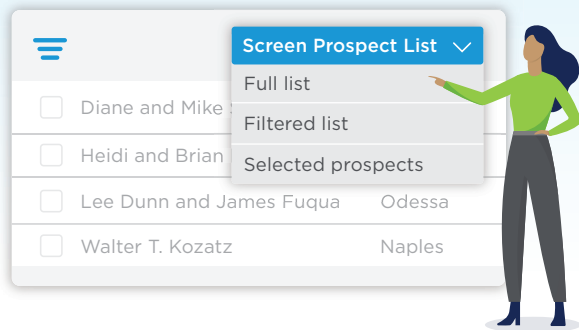 Screen Prospect List
Full list
Diane and Mike
Filtered list
Heidi and Brian
Selected prospects
Lee Dunn and James Fuqua Odessa
Walter T. Kozatz Naples